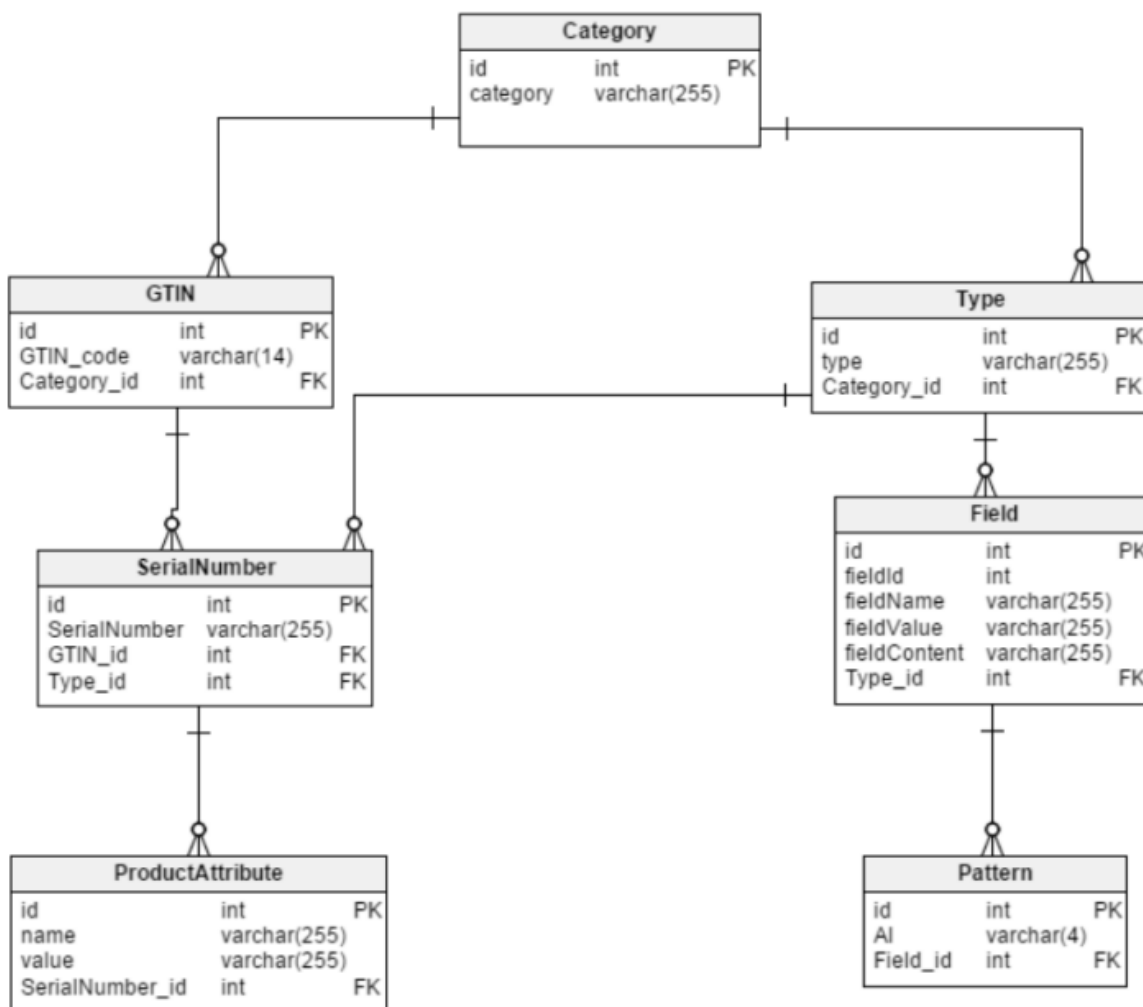 Category
id int PK
category varchar(255)
GTIN
id int PK
GTIN_code varchar(14)
Category_id int FK
Type
id int PK
type varchar(255)
Category_id int FK
SerialNumber
id int PK
SerialNumber varchar(255)
GTIN_id int FK
Type_id int FK
Field
id int PK
fieldId int
fieldName varchar(255)
fieldValue varchar(255)
fieldContent varchar(255)
Type_id int FK
ProductAttribute
id int PK
name varchar(255)
value varchar(255)
SerialNumber_id int FK
Pattern
id int PK
AI varchar(4)
Field_id int FK